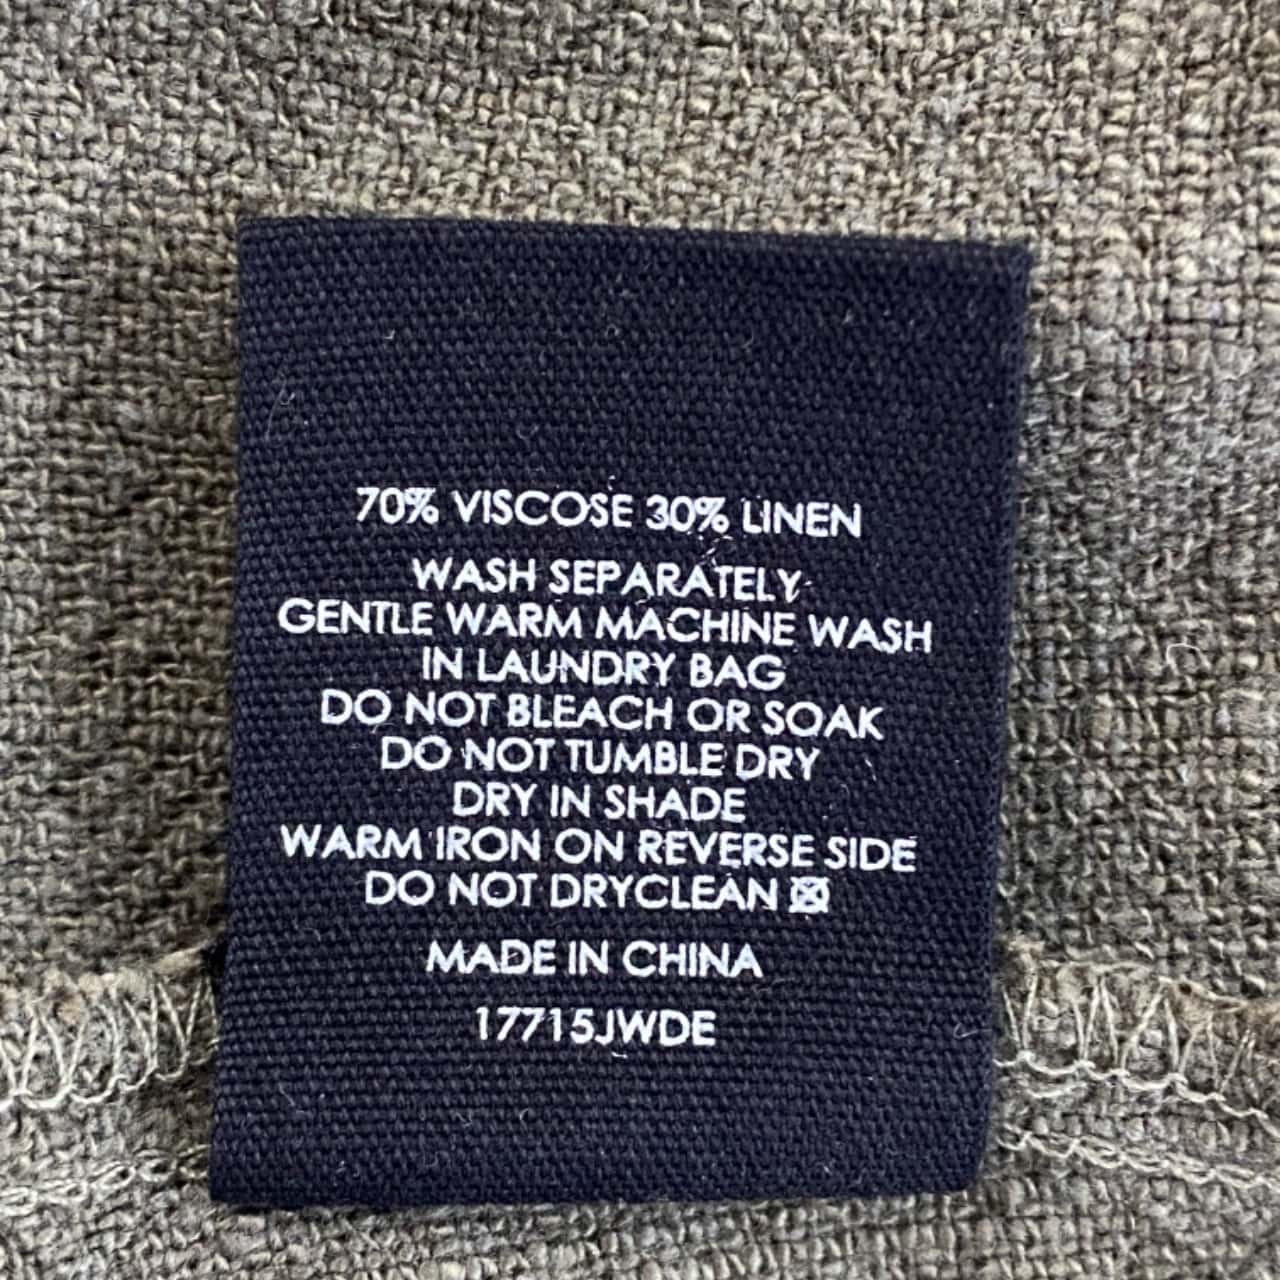 70% VISCOSE 30% LINEN
WASH SEPARATELY
GENTLE WARM MACHINE WASH
IN LAUNDRY BAG
DO NOT BLEACH OR SOAK
DO NOT TUMBLE DRY
DRY IN SHADE
WARM IRON ON REVERSE SIDE
DO NOT DRYCLEAN
MADE IN CHINA
17715JWDE